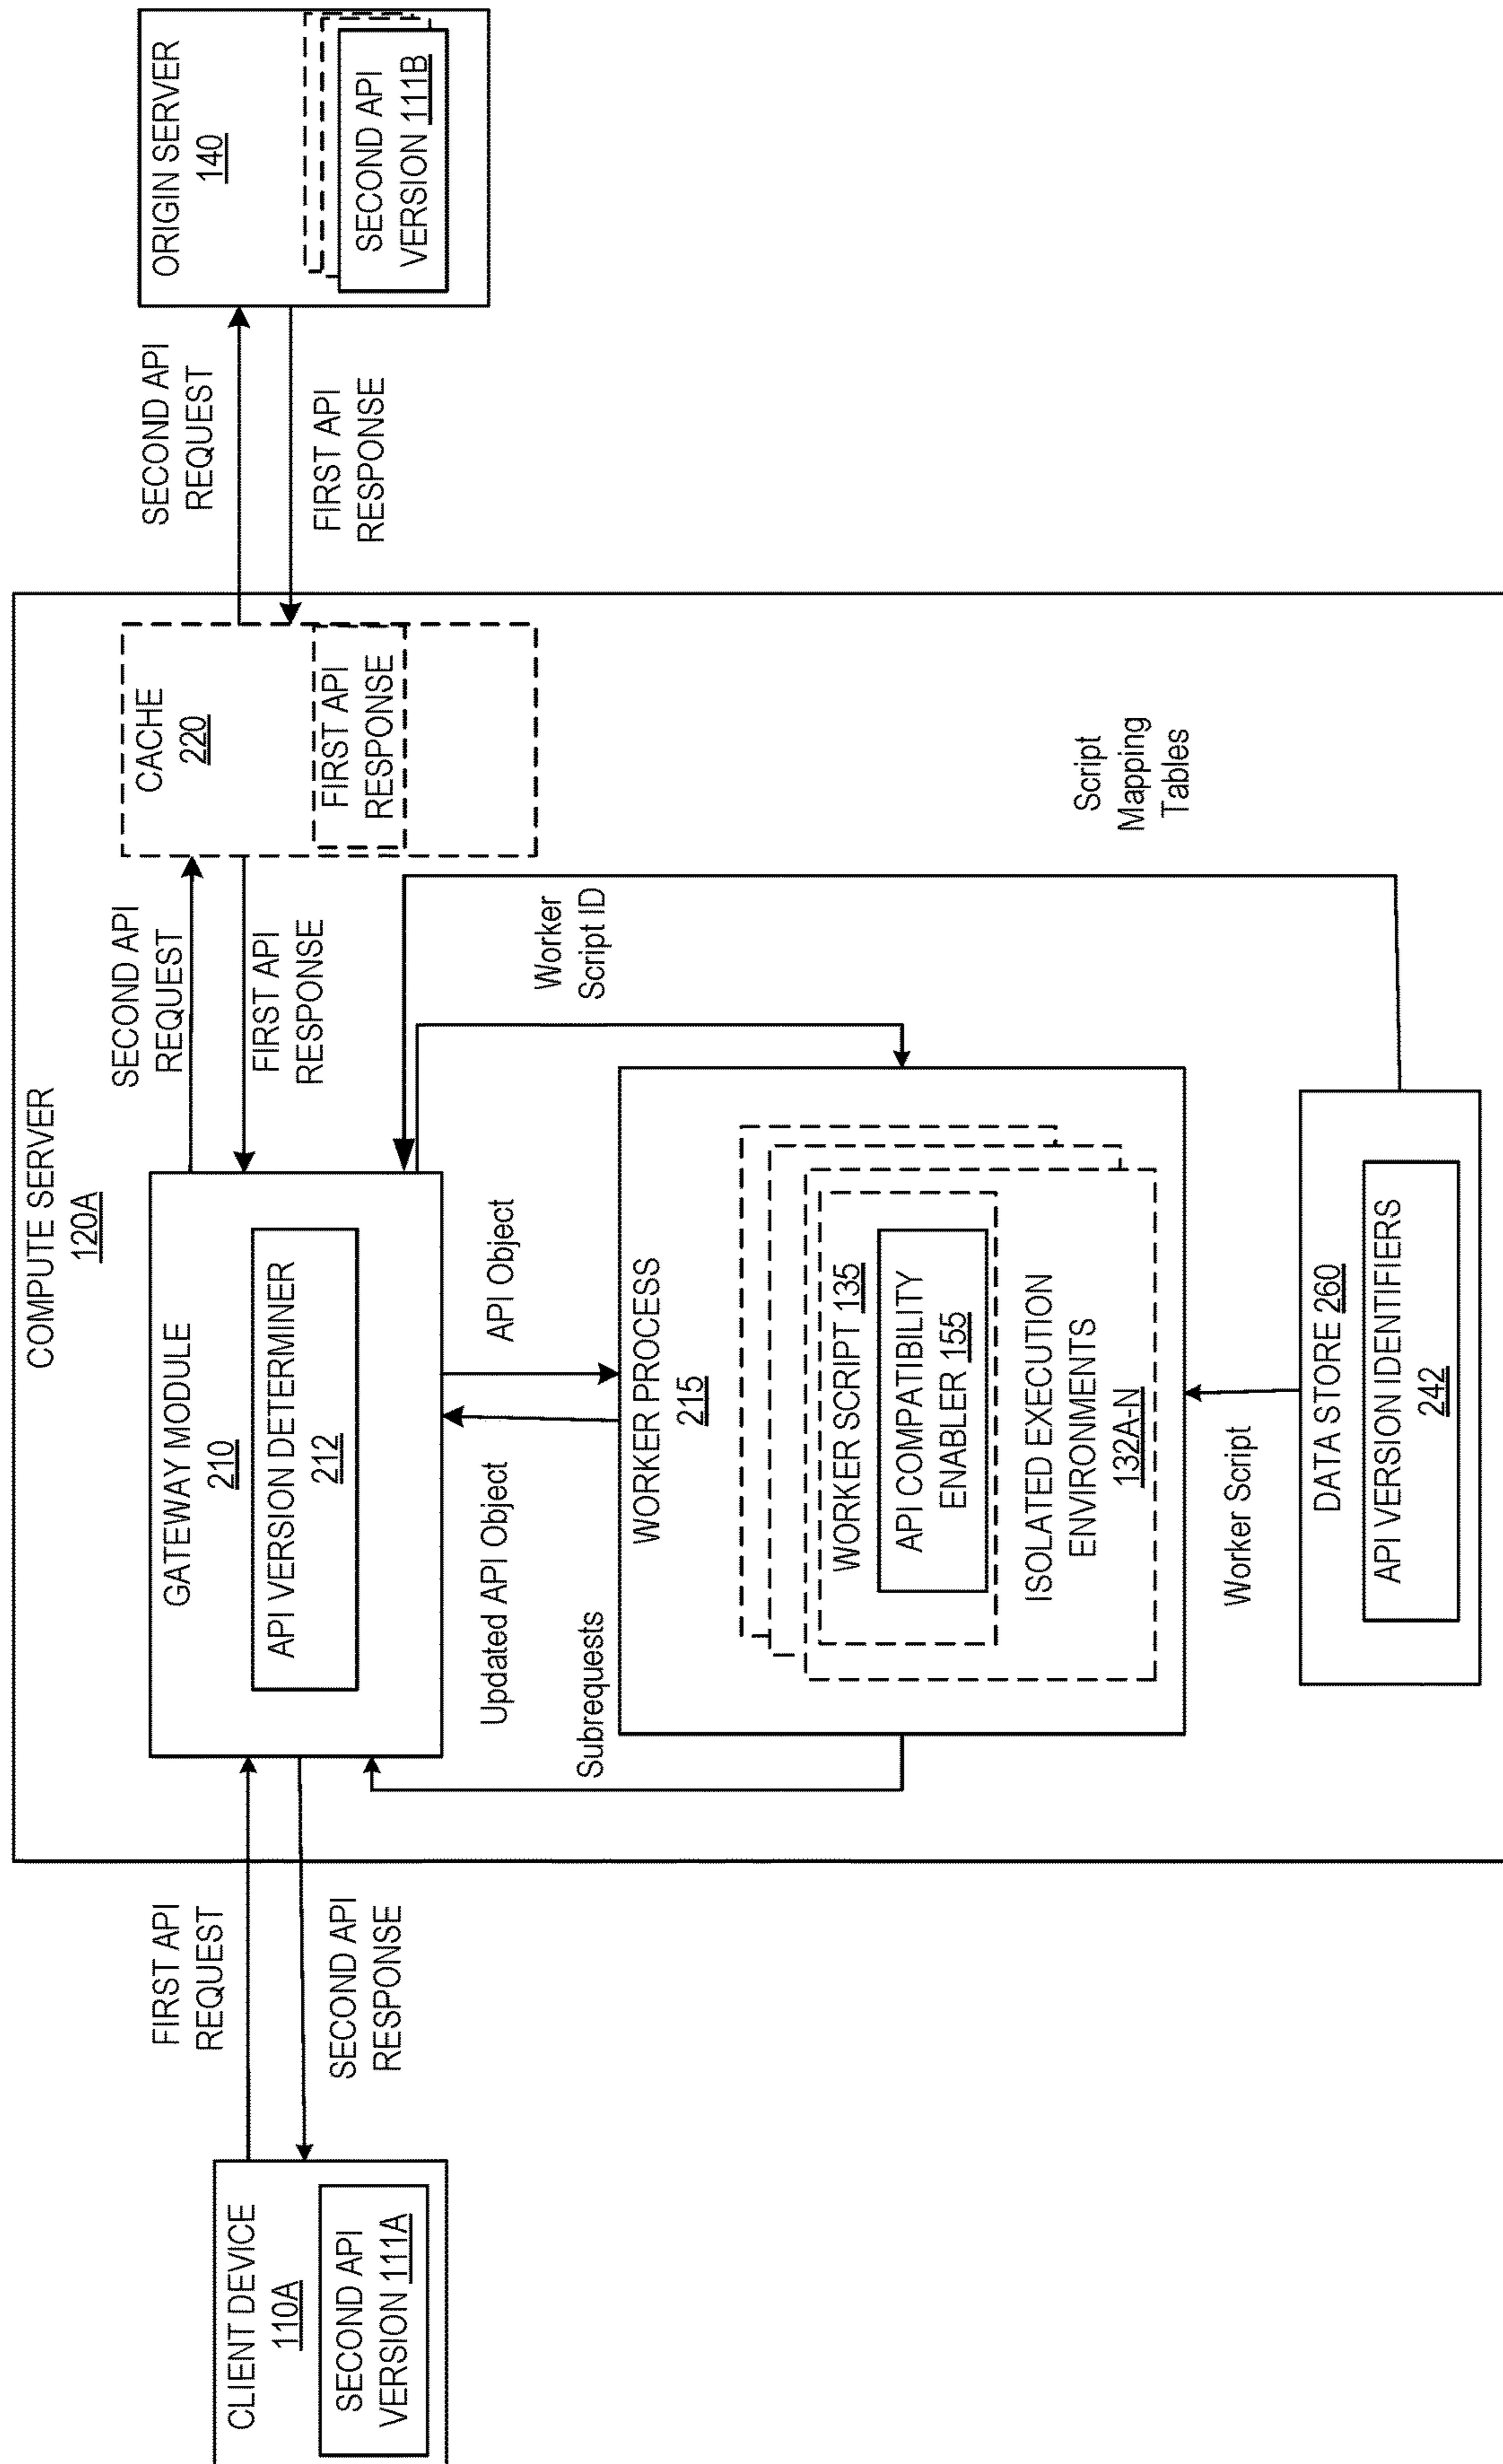 CLIENT DEVICE
110A
SECOND API
VERSION 111A
FIRST API
REQUEST
SECOND API
RESPONSE
COMPUTE SERVER
120A
GATEWAY MODULE
210
API VERSION DETERMINER
212
SECOND API
REQUEST
FIRST API
RESPONSE
CACHE
220
FIRST API
RESPONSE
Updated API Object
API Object
Subrequests
Worker
Script ID
WORKER PROCESS
215
WORKER SCRIPT 135
API COMPATIBILITY
ENABLER 155
ISOLATED EXECUTION
ENVIRONMENTS
132A-N
Script
Mapping
Tables
Worker Script
DATA STORE 260
API VERSION IDENTIFIERS
242
SECOND API
REQUEST
FIRST API
RESPONSE
ORIGIN SERVER
140
SECOND API
VERSION 111B